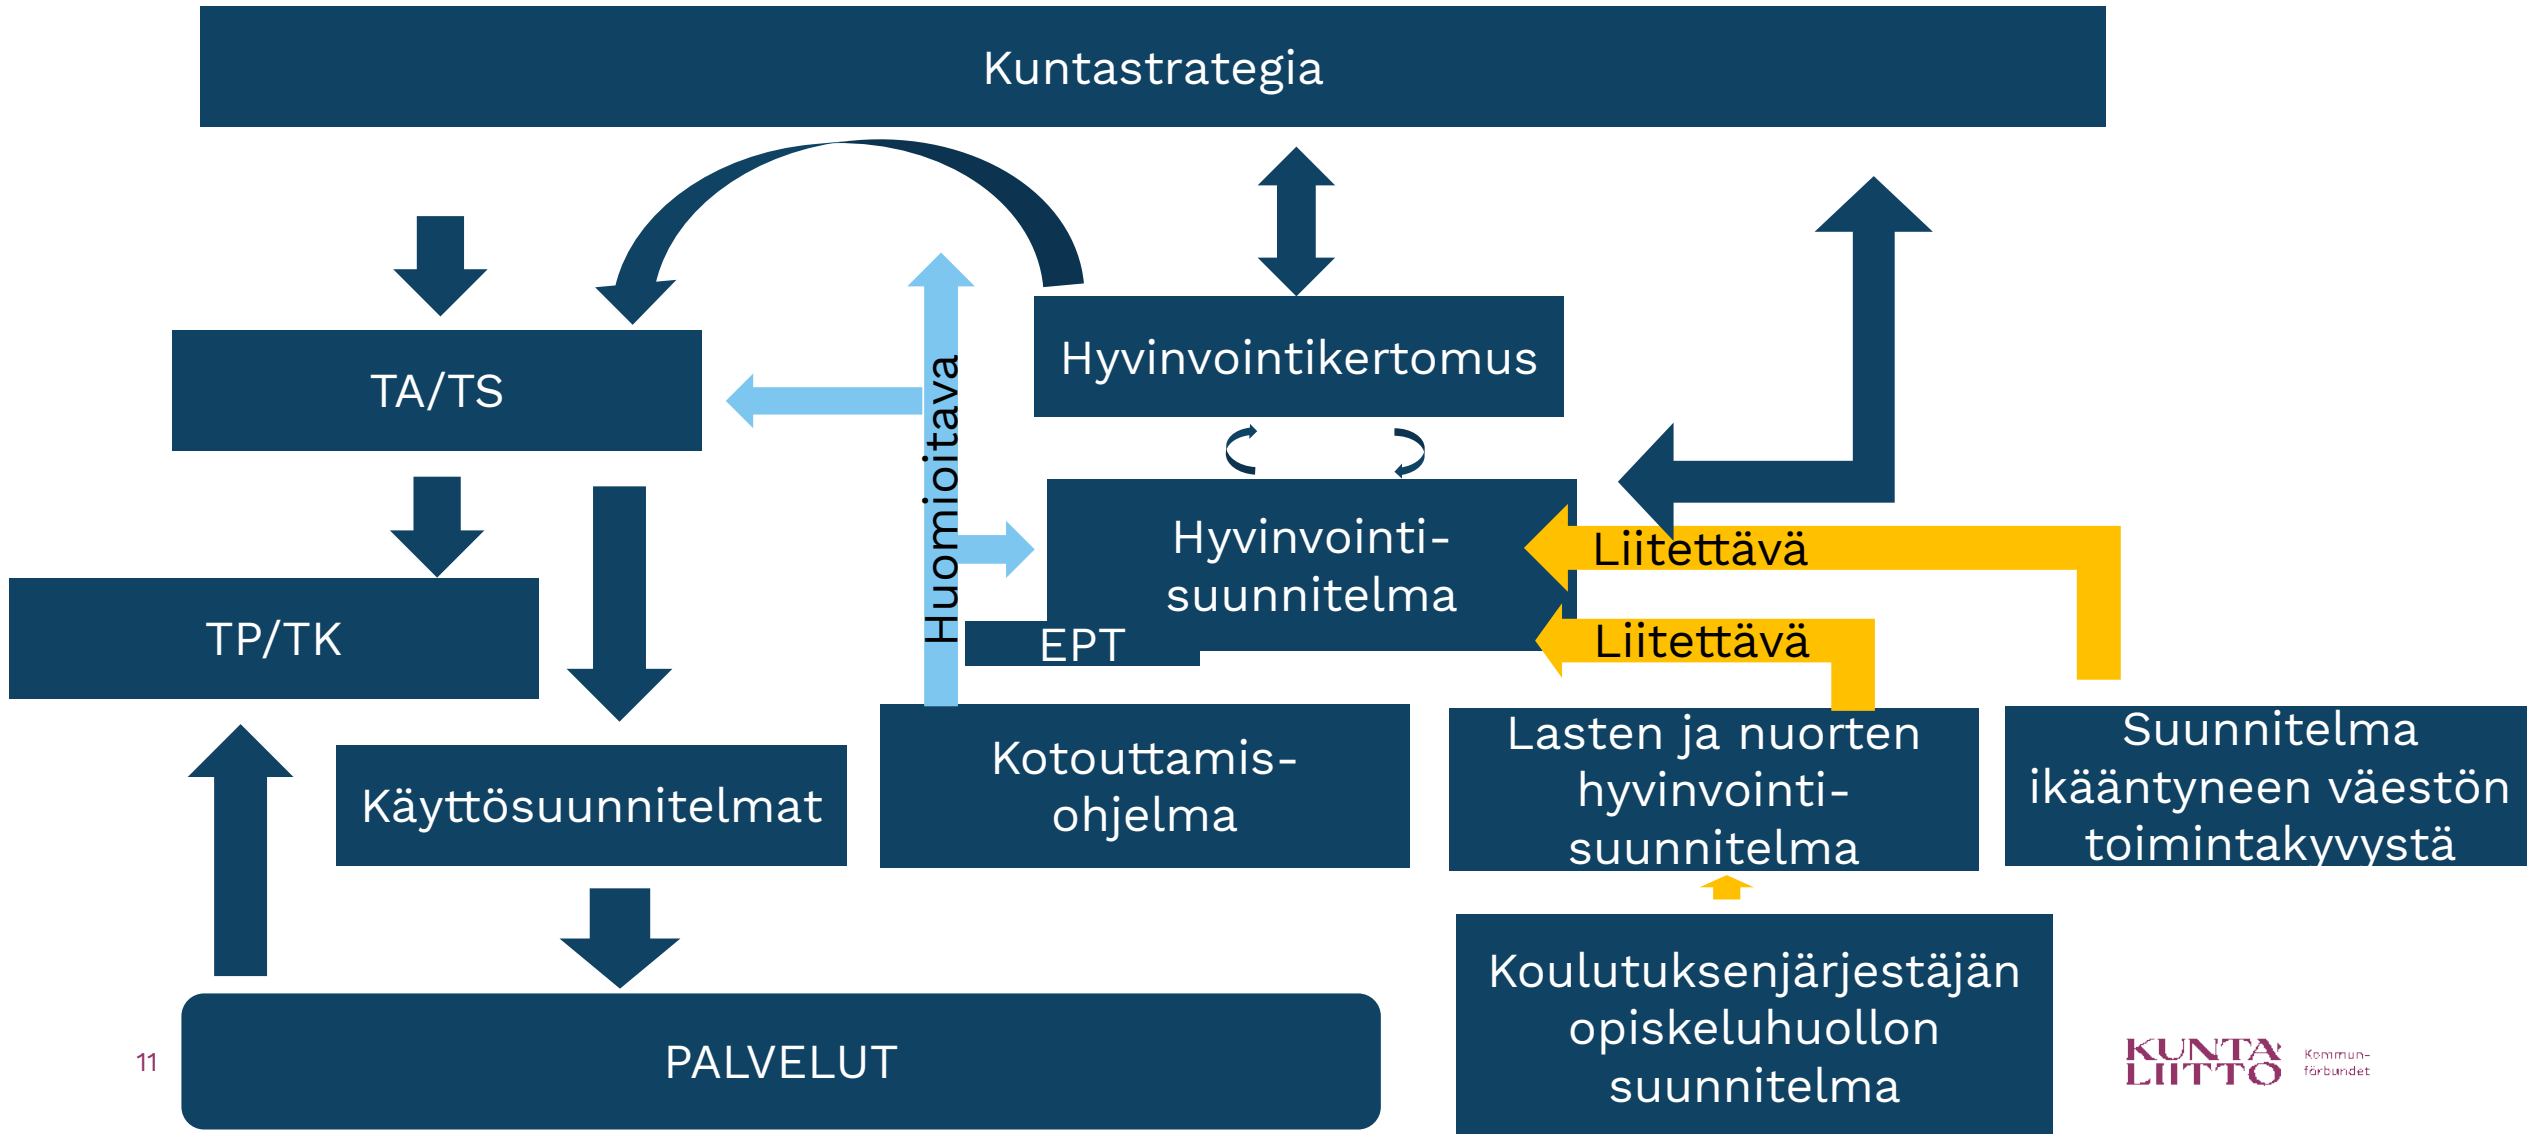 Kuntastrategia
Hyvinvointikertomus
TA/TS
Huomioitava
Hyvinvointi-
suunnitelma
Liitettävä
Liitettävä
EPT
TP/TK
Käyttösuunnitelmat
Kotouttamis-
ohjelma
Lasten ja nuorten
hyvinvointi-
suunnitelma
Suunnitelma
ikääntyneen väestön
toimintakyvystä
Koulutuksenjärjestäjän
opiskeluhuollon
suunnitelma
PALVELUT
11
KUNTA
LIITTO
Kommun-
förbundet